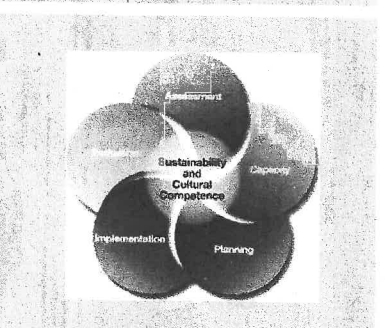 Assessment
Sustainability
and
Cultural
Competence
Capacity
Implementation
Planning